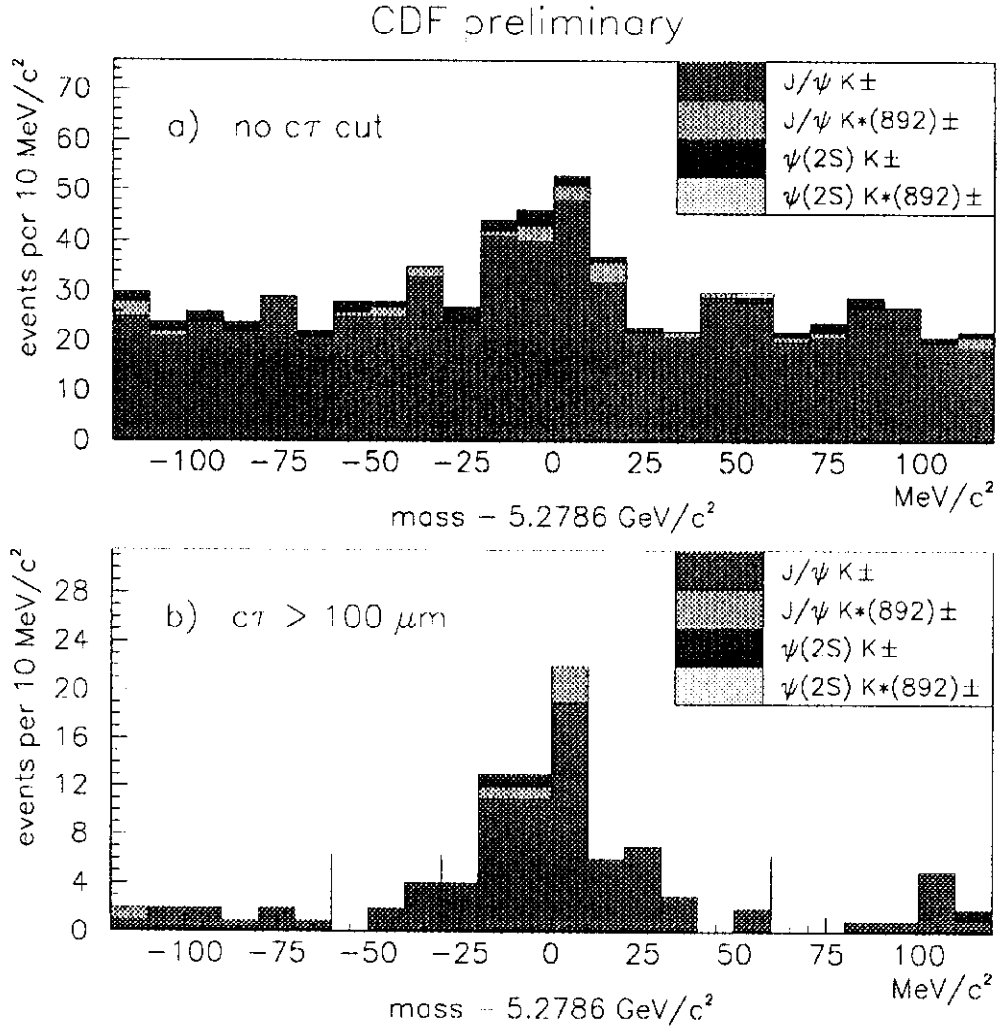 CDF preliminary
events per 10 MeV/c²
70
60
50
40
30
20
10
0
a) no cτ cut
J/ψ K±
J/ψ K*(892)±
ψ(2S) K±
ψ(2S) K*(892)±
−100 −75 −50 −25 0 25 50 75 100
MeV/c²
mass − 5.2786 GeV/c²
events per 10 MeV/c²
28
24
20
16
12
8
4
0
b) cτ > 100 μm
J/ψ K±
J/ψ K*(892)±
ψ(2S) K±
ψ(2S) K*(892)±
−100 −75 −50 −25 0 25 50 75 100
MeV/c²
mass − 5.2786 GeV/c²